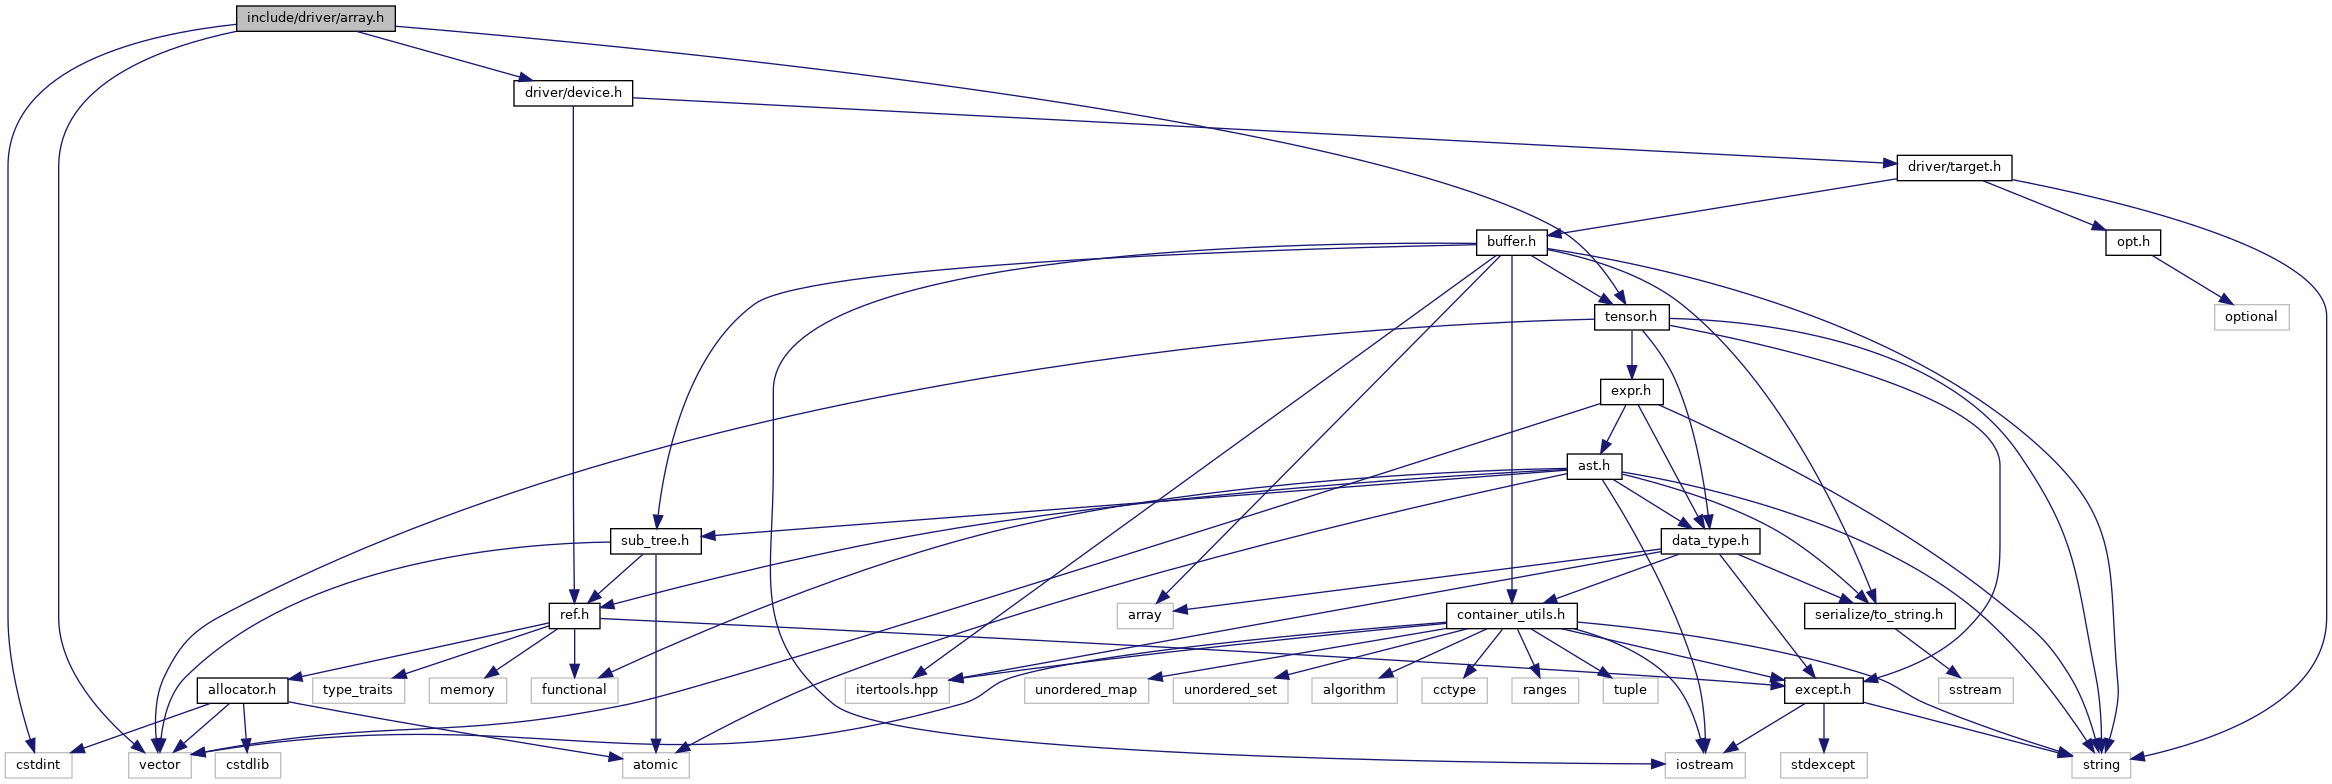 include/driver/array.h
driver/device.h
driver/target.h
buffer.h
opt.h
tensor.h
optional
expr.h
ast.h
sub_tree.h
data_type.h
ref.h
array
container_utils.h
serialize/to_string.h
allocator.h
type_traits
memory
functional
itertools.hpp
unordered_map
unordered_set
algorithm
cctype
ranges
tuple
except.h
sstream
cstdint
vector
cstdlib
atomic
iostream
stdexcept
string